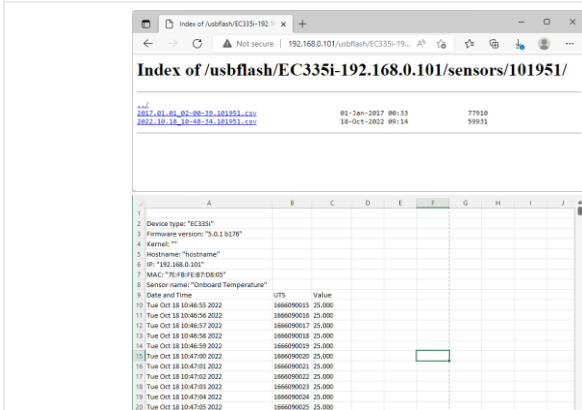 Index of /usbflash/EC335i-192.16
Not secure 192.168.0.101/usbflash/EC335i-19...
Index of /usbflash/EC335i-192.168.0.101/sensors/101951/
../
2017.01.01_02-00-39.101951.csv 01-Jan-2017 00:33 77910
2022.10.18_10-48-34.101951.csv 18-Oct-2022 09:14 59931
A B C D E F G H I J
1
2 Device type: "EC335i"
3 Firmware version: "5.0.1 b176"
4 Kernel: ""
5 Hostname: "hostname"
6 IP: "192.168.0.101"
7 MAC: "7E:FB:FE:B7:D8:05"
8 Sensor name: "Onboard Temperature"
9 Date and Time UTS Value
10 Tue Oct 18 10:46:55 2022 1666090015 25.000
11 Tue Oct 18 10:46:56 2022 1666090016 25.000
12 Tue Oct 18 10:46:57 2022 1666090017 25.000
13 Tue Oct 18 10:46:58 2022 1666090018 25.000
14 Tue Oct 18 10:46:59 2022 1666090019 25.000
15 Tue Oct 18 10:47:00 2022 1666090020 25.000
16 Tue Oct 18 10:47:01 2022 1666090021 25.000
17 Tue Oct 18 10:47:02 2022 1666090022 25.000
18 Tue Oct 18 10:47:03 2022 1666090023 25.000
19 Tue Oct 18 10:47:04 2022 1666090024 25.000
20 Tue Oct 18 10:47:05 2022 1666090025 25.000